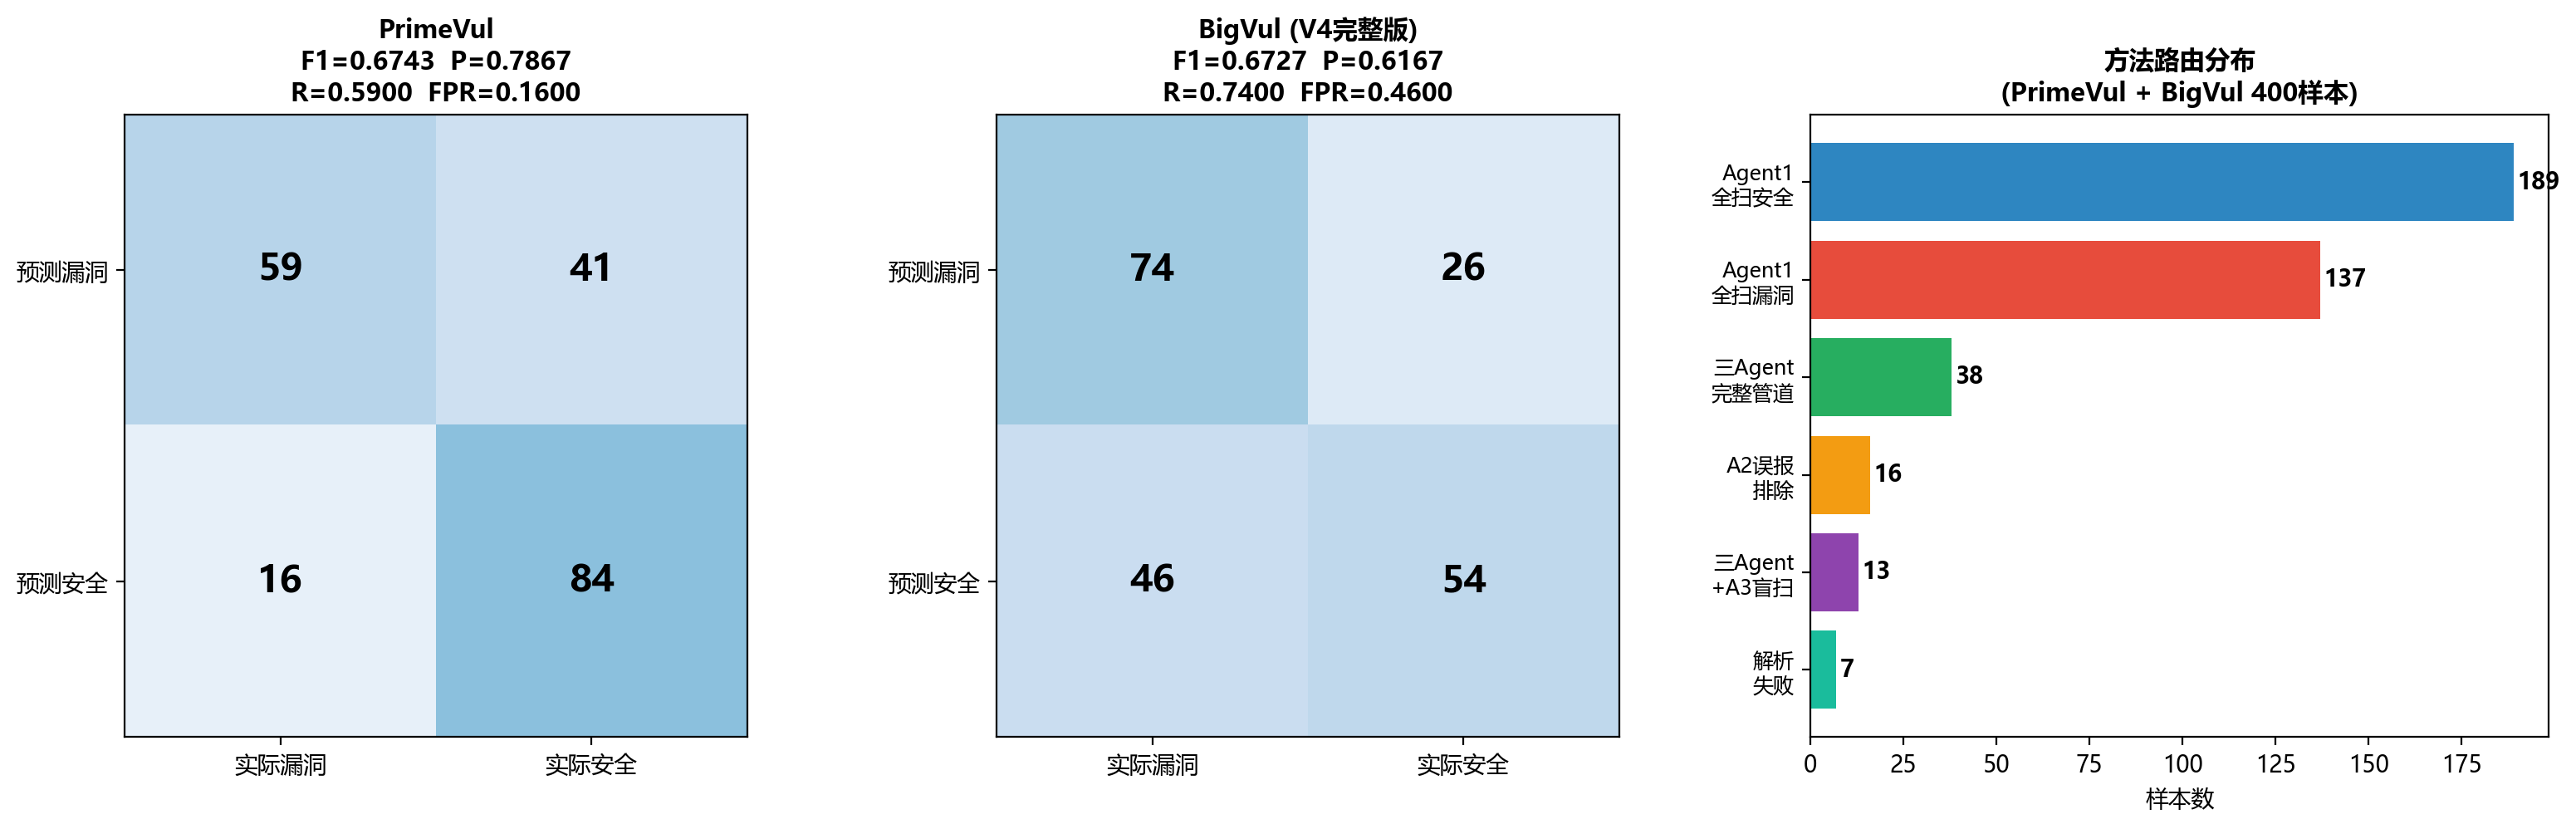 PrimeVul
F1=0.6743  P=0.7867
R=0.5900  FPR=0.1600
预测漏洞
59
41
预测安全
16
84
实际漏洞
实际安全
BigVul (V4完整版)
F1=0.6727  P=0.6167
R=0.7400  FPR=0.4600
预测漏洞
74
26
预测安全
46
54
实际漏洞
实际安全
方法路由分布
(PrimeVul + BigVul 400样本)
Agent1
全扫安全
189
Agent1
全扫漏洞
137
三Agent
完整管道
38
A2误报
排除
16
三Agent
+A3盲扫
13
解析
失败
7
0 25 50 75 100 125 150 175
样本数